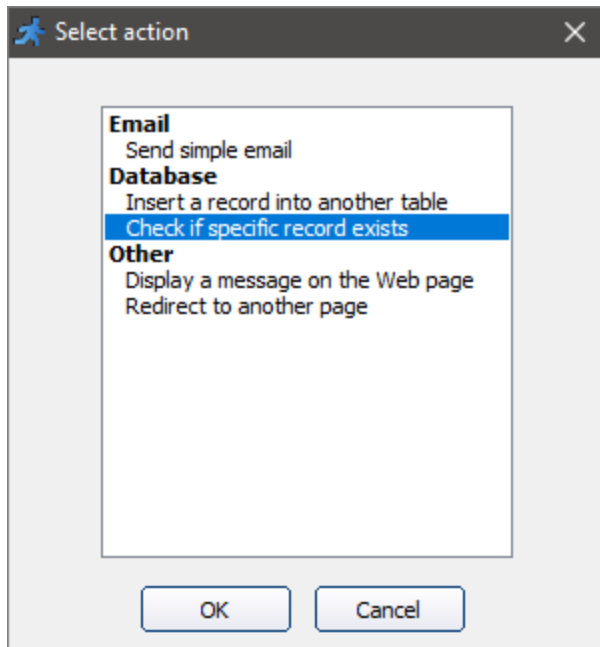 Select action
Email
Send simple email
Database
Insert a record into another table
Check if specific record exists
Other
Display a message on the Web page
Redirect to another page
OK
Cancel